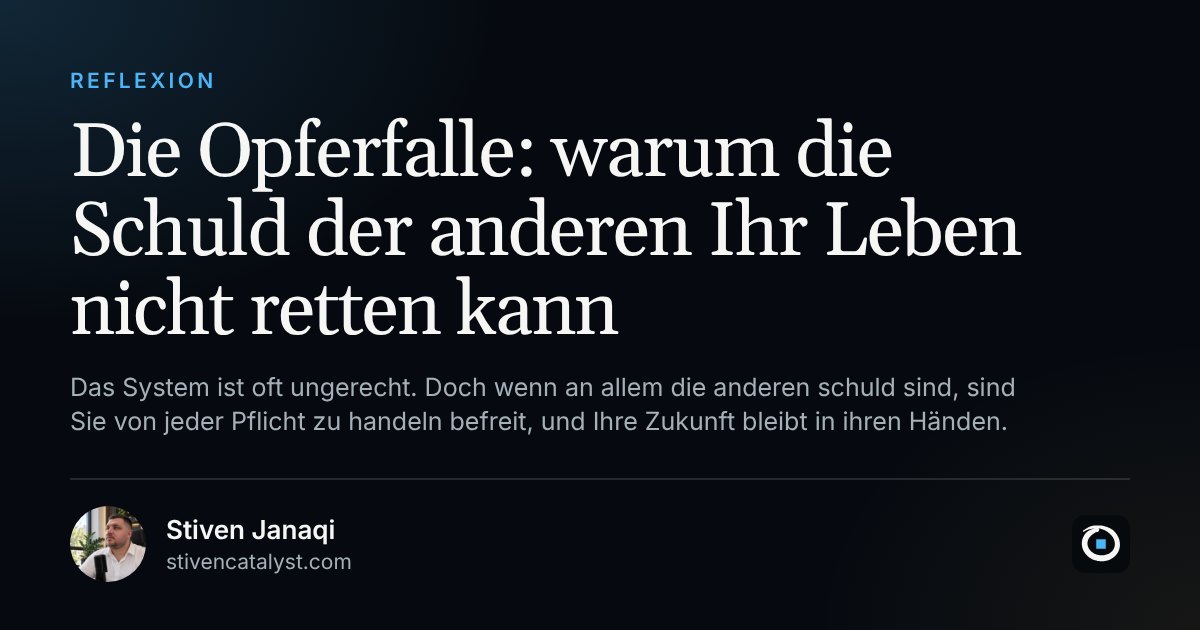 REFLEXION
Die Opferfalle: warum die
Schuld der anderen Ihr Leben
nicht retten kann
Das System ist oft ungerecht. Doch wenn an allem die anderen schuld sind, sind
Sie von jeder Pflicht zu handeln befreit, und Ihre Zukunft bleibt in ihren Händen.
Stiven Janaqi
stivencatalyst.com